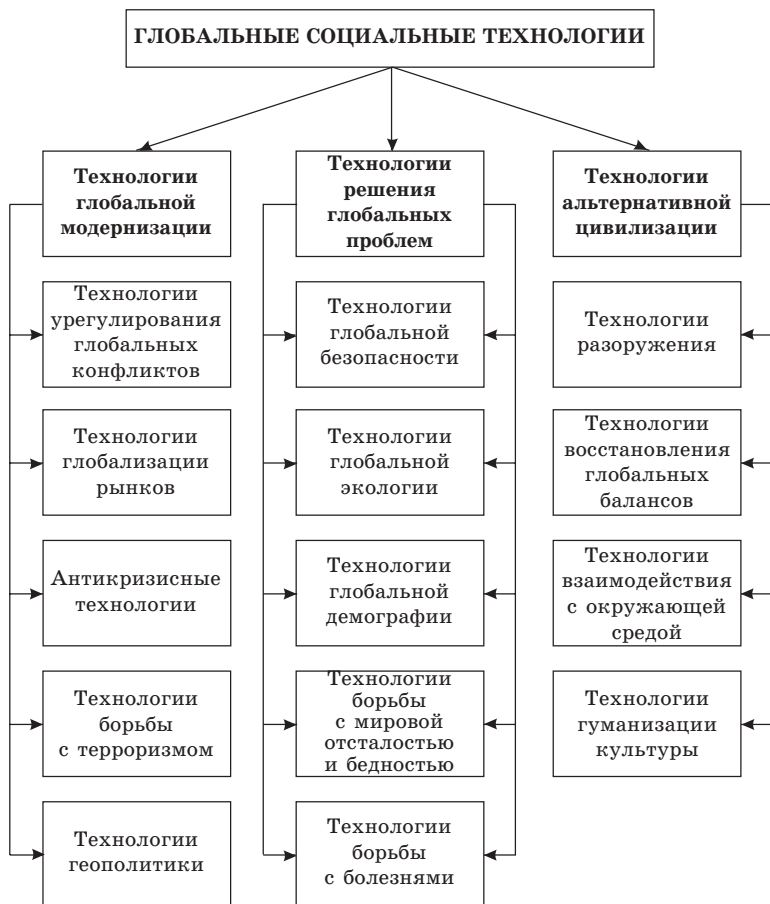 ГЛОБАЛЬНЫЕ СОЦИАЛЬНЫЕ ТЕХНОЛОГИИ
Технологии
глобальной
модернизации
Технологии
урегулирования
глобальных
конфликтов
Технологии
глобализации
рынков
Антикризисные
технологии
Технологии
борьбы
с терроризмом
Технологии
геополитики
Технологии
решения
глобальных
проблем
Технологии
глобальной
безопасности
Технологии
глобальной
экологии
Технологии
глобальной
демографии
Технологии
борьбы
с мировой
отсталостью
и бедностью
Технологии
борьбы
с болезнями
Технологии
альтернативной
цивилизации
Технологии
разоружения
Технологии
восстановления
глобальных
балансов
Технологии
взаимодействия
с окружающей
средой
Технологии
гуманизации
культуры